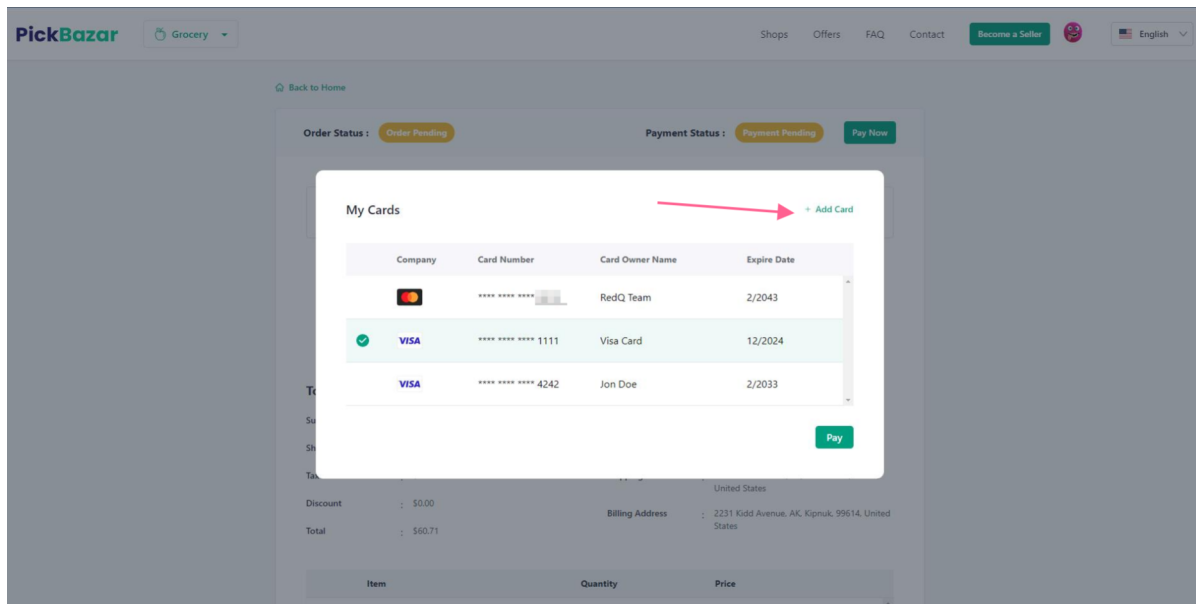 PickBazar Grocery Shops Offers FAQ Contact Become a Seller English
Back to Home
Order Status : Order Pending Payment Status : Payment Pending Pay Now
My Cards + Add Card
Company Card Number Card Owner Name Expire Date
**** **** **** RedQ Team 2/2043
VISA **** **** **** 1111 Visa Card 12/2024
VISA **** **** **** 4242 Jon Doe 2/2033
Pay
United States
Discount : $0.00
Billing Address : 2231 Kidd Avenue, AK, Kipnuk, 99614, United
States
Total : $60.71
Item Quantity Price